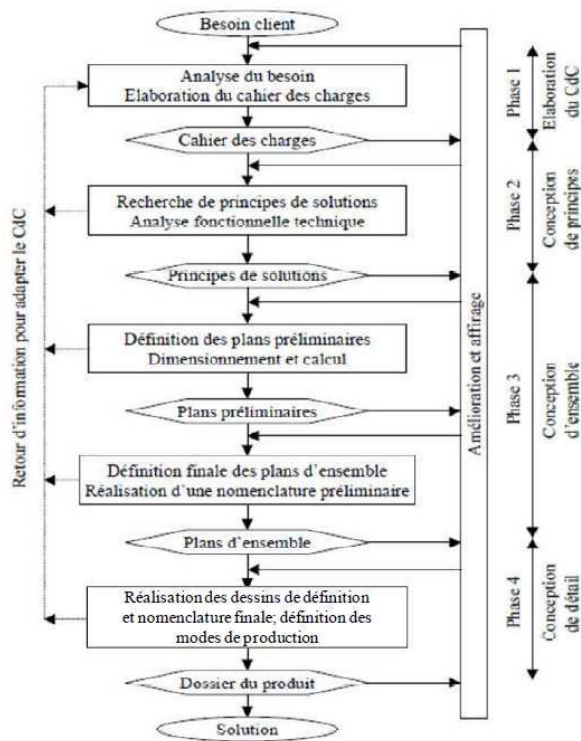 Besoin client
Analyse du besoin
Elaboration du cahier des charges
Cahier des charges
Recherche de principes de solutions
Analyse fonctionnelle technique
Principes de solutions
Définition des plans préliminaires
Dimensionnement et calcul
Plans préliminaires
Définition finale des plans d'ensemble
Réalisation d'une nomenclature préliminaire
Plans d'ensemble
Réalisation des dessins de définition
et nomenclature finale; définition des
modes de production
Dossier du produit
Solution
Retour d'information pour adapter le CdC
Amélioration et affirage
Phase 1
Elaboration
du CdC
Phase 2
Conception
de principes
Phase 3
Conception
d'ensemble
Phase 4
Conception
de détail